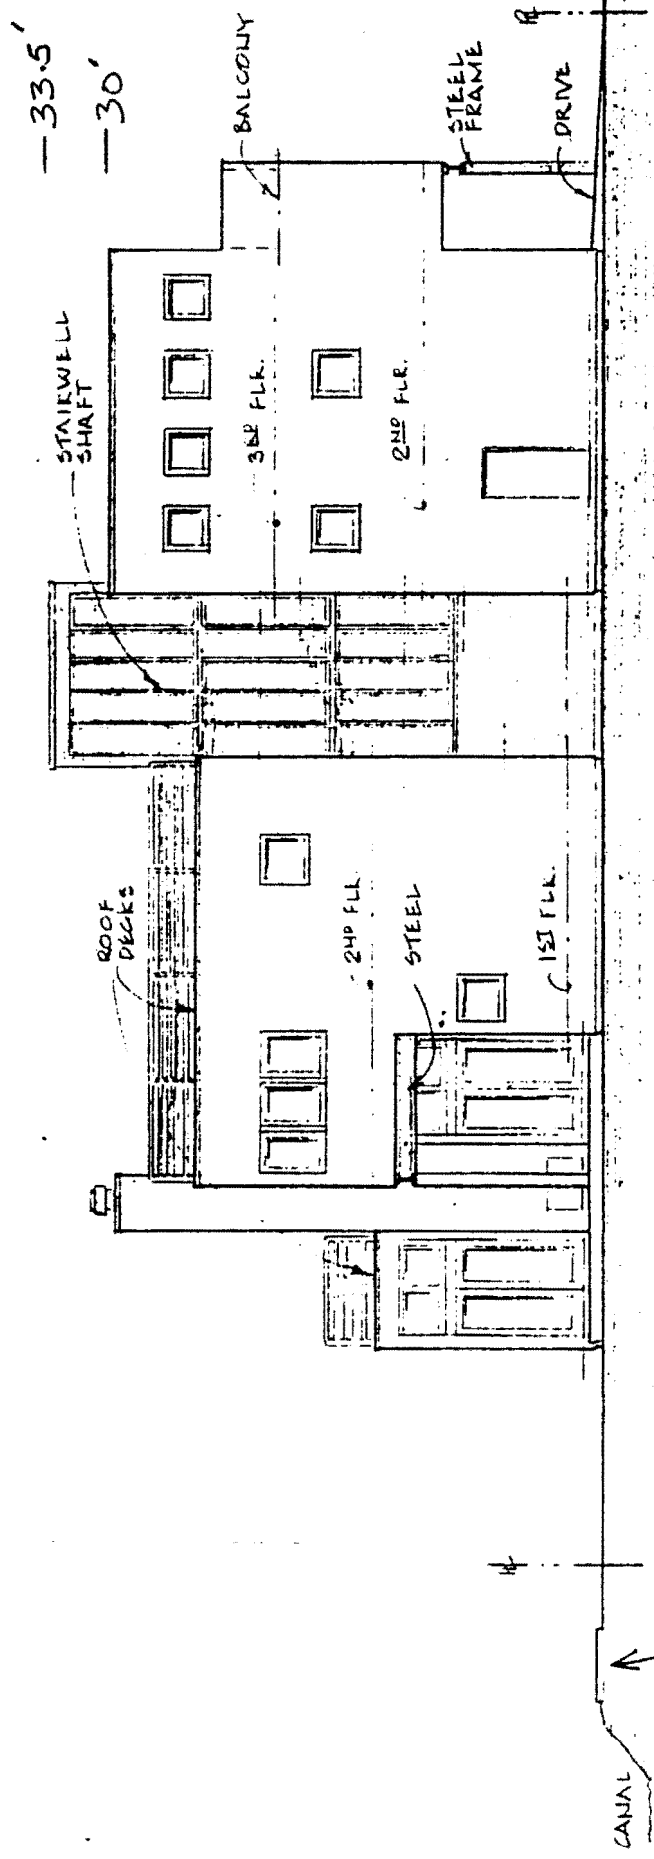 —33.5'
—30'
BALCONY
STEEL
FRAME
DRIVE
STAIRWELL
SHAFT
3RD FLR.
2ND FLR.
ROOF
DECKS
2ND FLR
STEEL
1ST FLR.
CANAL